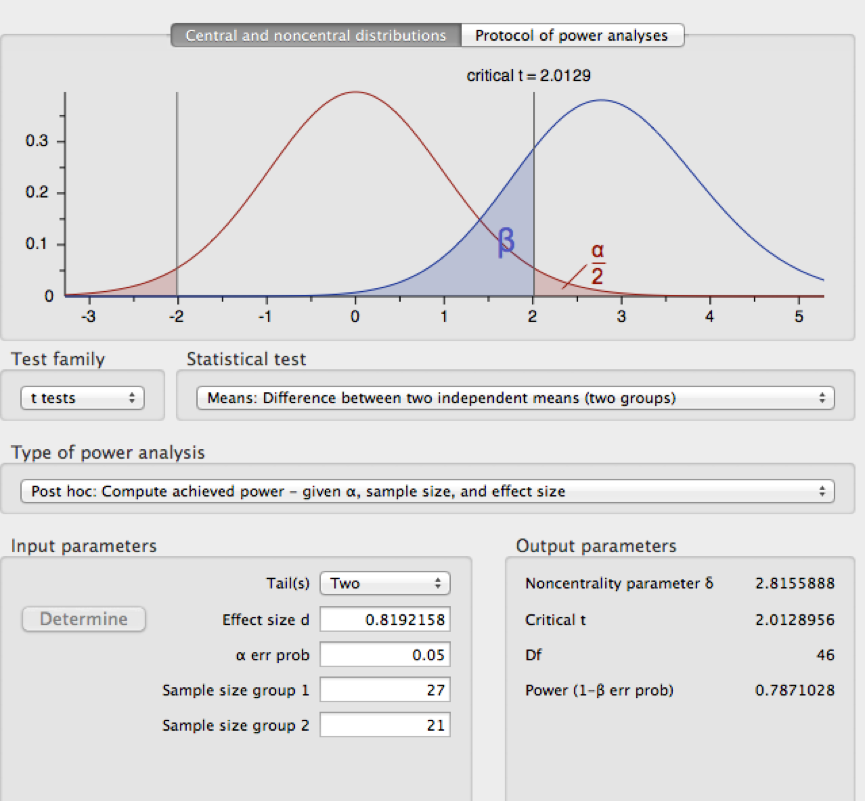 Central and noncentral distributions Protocol of power analyses
critical t = 2.0129
0.3
0.2
0.1
0
β
α
2
-3 -2 -1 0 1 2 3 4 5
Test family Statistical test
t tests Means: Difference between two independent means (two groups)
Type of power analysis
Post hoc: Compute achieved power – given α, sample size, and effect size
Input parameters Output parameters
Tail(s) Two Noncentrality parameter δ 2.8155888
Determine Effect size d 0.8192158 Critical t 2.0128956
α err prob 0.05 Df 46
Sample size group 1 27 Power (1-β err prob) 0.7871028
Sample size group 2 21